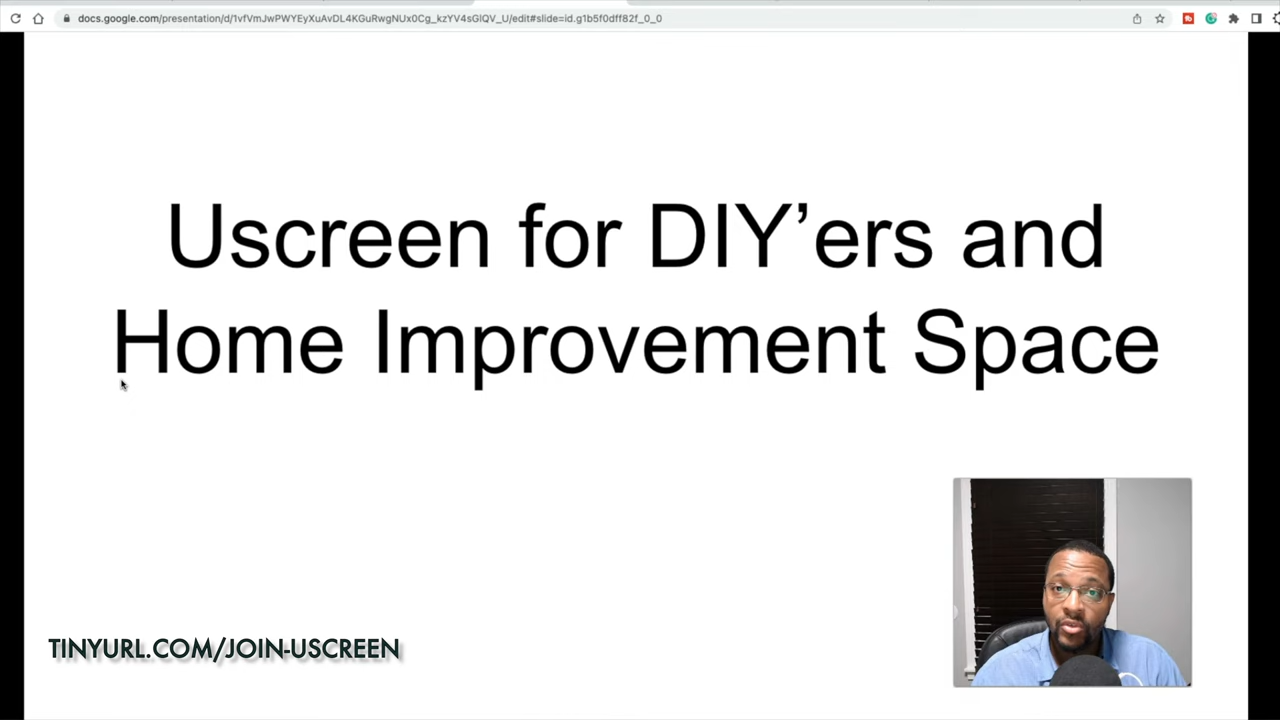 docs.google.com/presentation/d/1vfVmJwPWYEyXuAvDL4KGuRwgNUx0Cg_kzYV4sGlQV_U/edit#slide=id.g1b5f0dff82f_0_0
Uscreen for DIY’ers and
Home Improvement Space
TINYURL.COM/JOIN-USCREEN